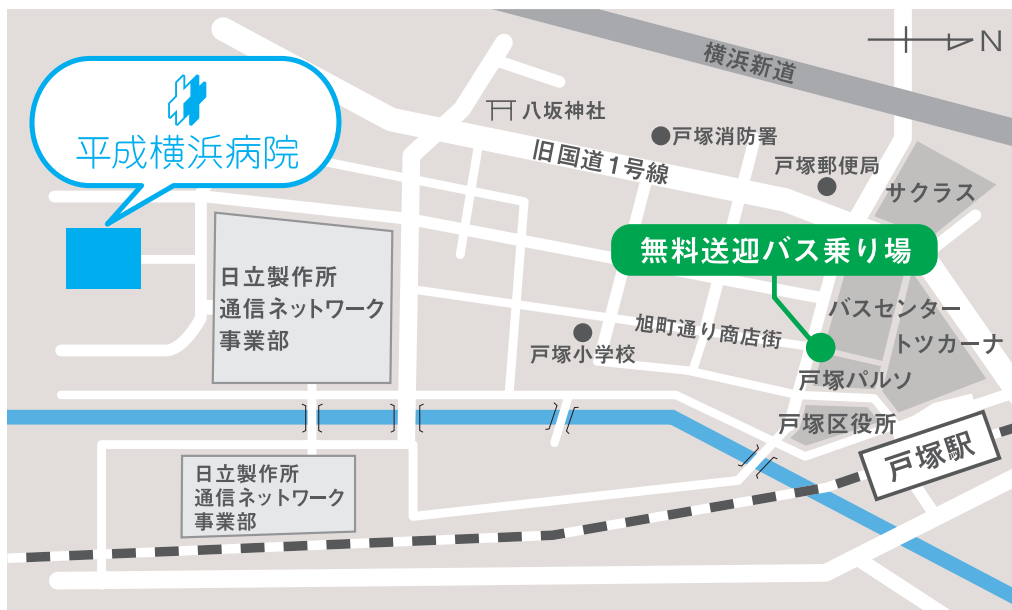 N
横浜新道
八坂神社
戸塚消防署
平成横浜病院
旧国道1号線
戸塚郵便局
サクラス
無料送迎バス乗り場
日立製作所
通信ネットワーク
事業部
バスセンター
旭町通り商店街
トツカーナ
戸塚小学校
戸塚パルソ
戸塚区役所
戸塚駅
日立製作所
通信ネットワーク
事業部